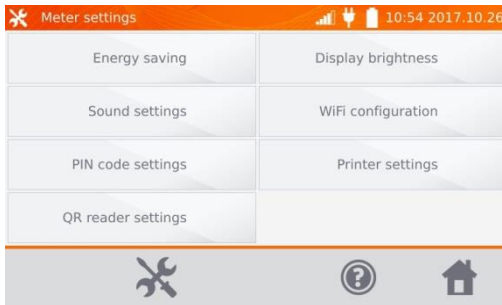 Meter settings 10:54 2017.10.26
Energy saving Display brightness
Sound settings WiFi configuration
PIN code settings Printer settings
QR reader settings